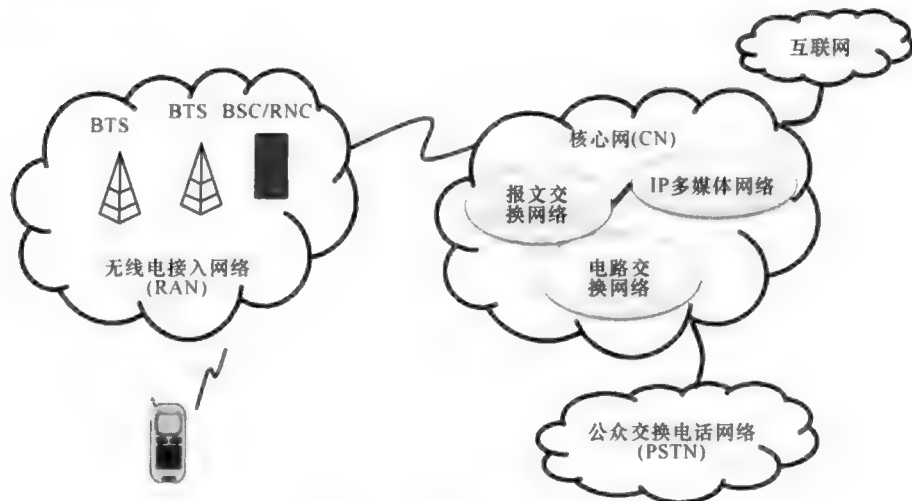 互联网
BTS
BTS
BSC/RNC
核心网(CN)
报文交
换网络
IP多媒体网络
无线电接入网络
(RAN)
电路交
换网络
公众交换电话网络
(PSTN)